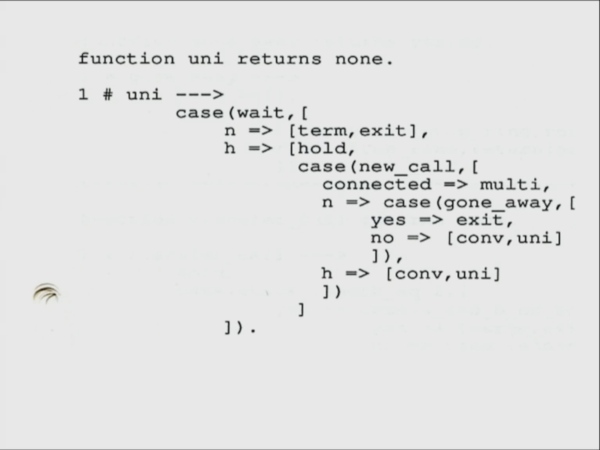 function uni returns none.
1 # uni --->
case(wait,[
n => [term,exit],
h => [hold,
case(new_call,[
connected => multi,
n => case(gone_away,[
yes => exit,
no => [conv,uni]
]),
h => [conv,uni]
])
]
]).